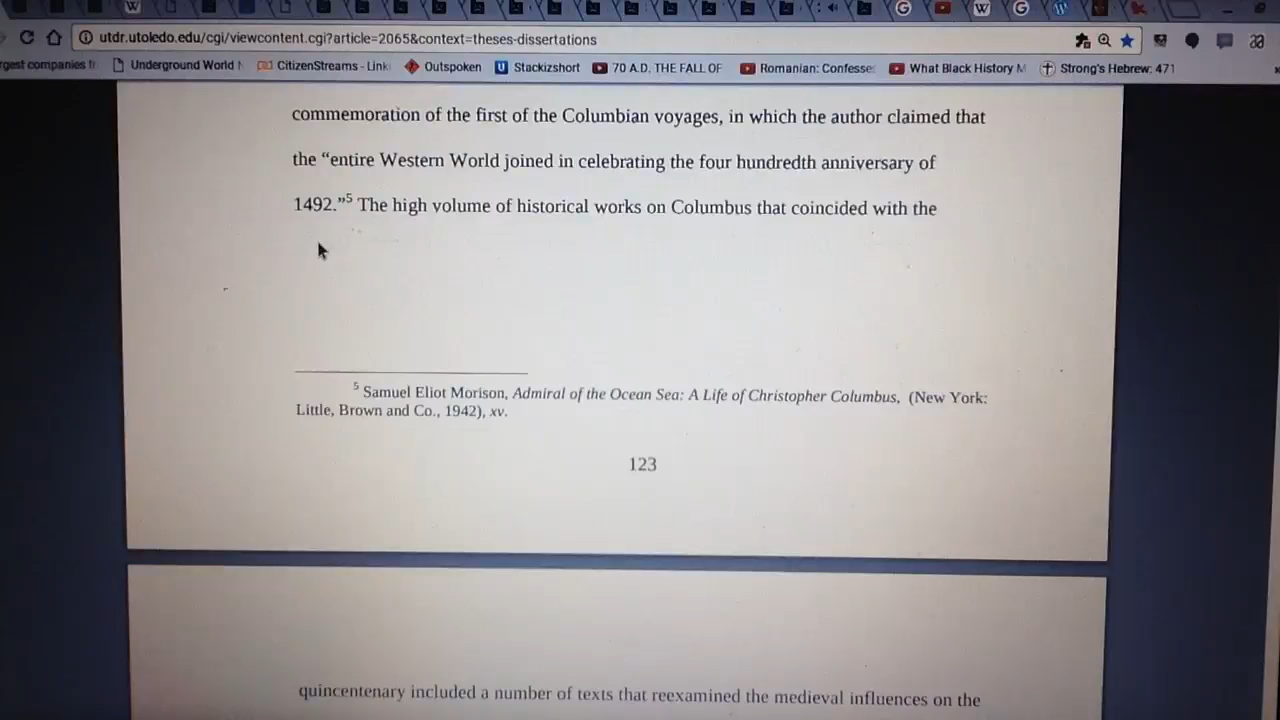 utdr.utoledo.edu/cgi/viewcontent.cgi?article=2065&context=theses-dissertations
rgest companies Underground World CitizenStreams - Link Outspoken Stackizshort 70 A.D. THE FALL OF Romanian: Confesse What Black History M Strong's Hebrew: 471
commemoration of the first of the Columbian voyages, in which the author claimed that
the “entire Western World joined in celebrating the four hundredth anniversary of
1492.”5 The high volume of historical works on Columbus that coincided with the
5 Samuel Eliot Morison, Admiral of the Ocean Sea: A Life of Christopher Columbus, (New York:
Little, Brown and Co., 1942), xv.
123
quincentenary included a number of texts that reexamined the medieval influences on the